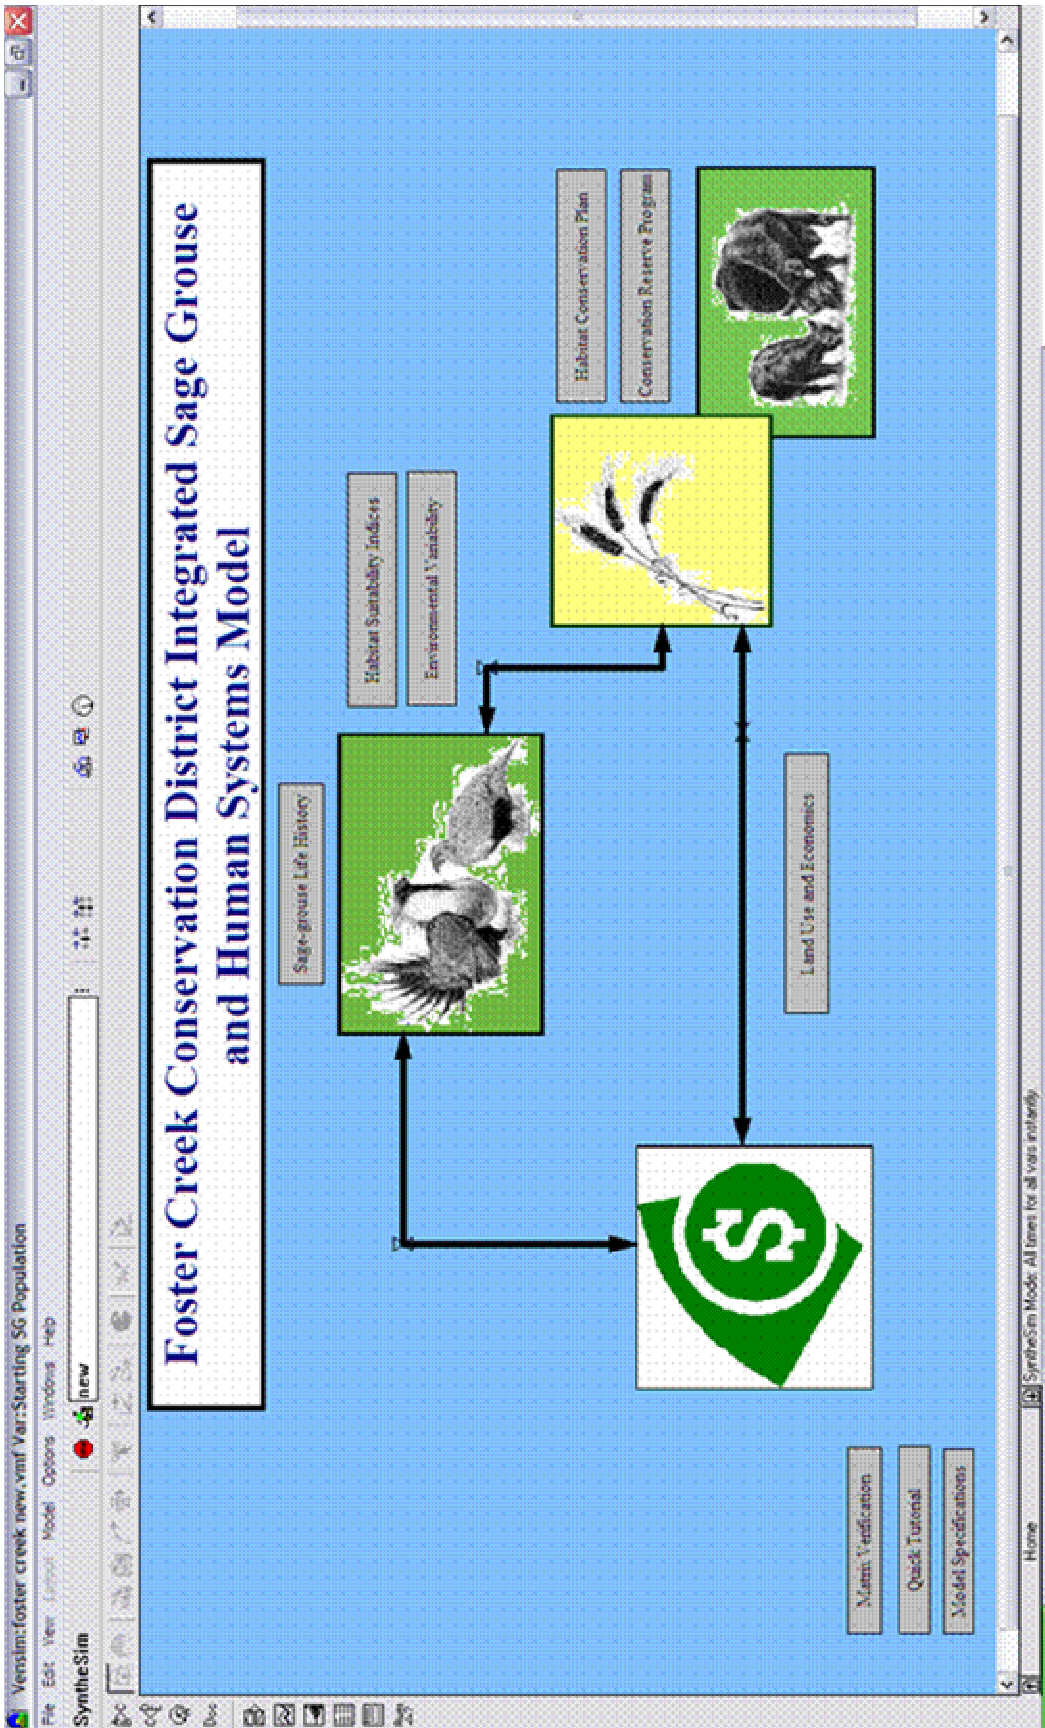 Vensim:foster creek new.vmf Var:Starting SG Population
File Edit View Layout Model Options Windows Help
SyntheSim
new
Foster Creek Conservation District Integrated Sage Grouse
and Human Systems Model
Sage-grouse Life History
Habitat Suitability Indices
Environmental Variability
Habitat Conservation Plan
Conservation Reserve Program
$
Land Use and Economics
Matrix Verification
Quick Tutorial
Model Specifications
Doc
Home
SyntheSim Mode: All times for all vars instantly.